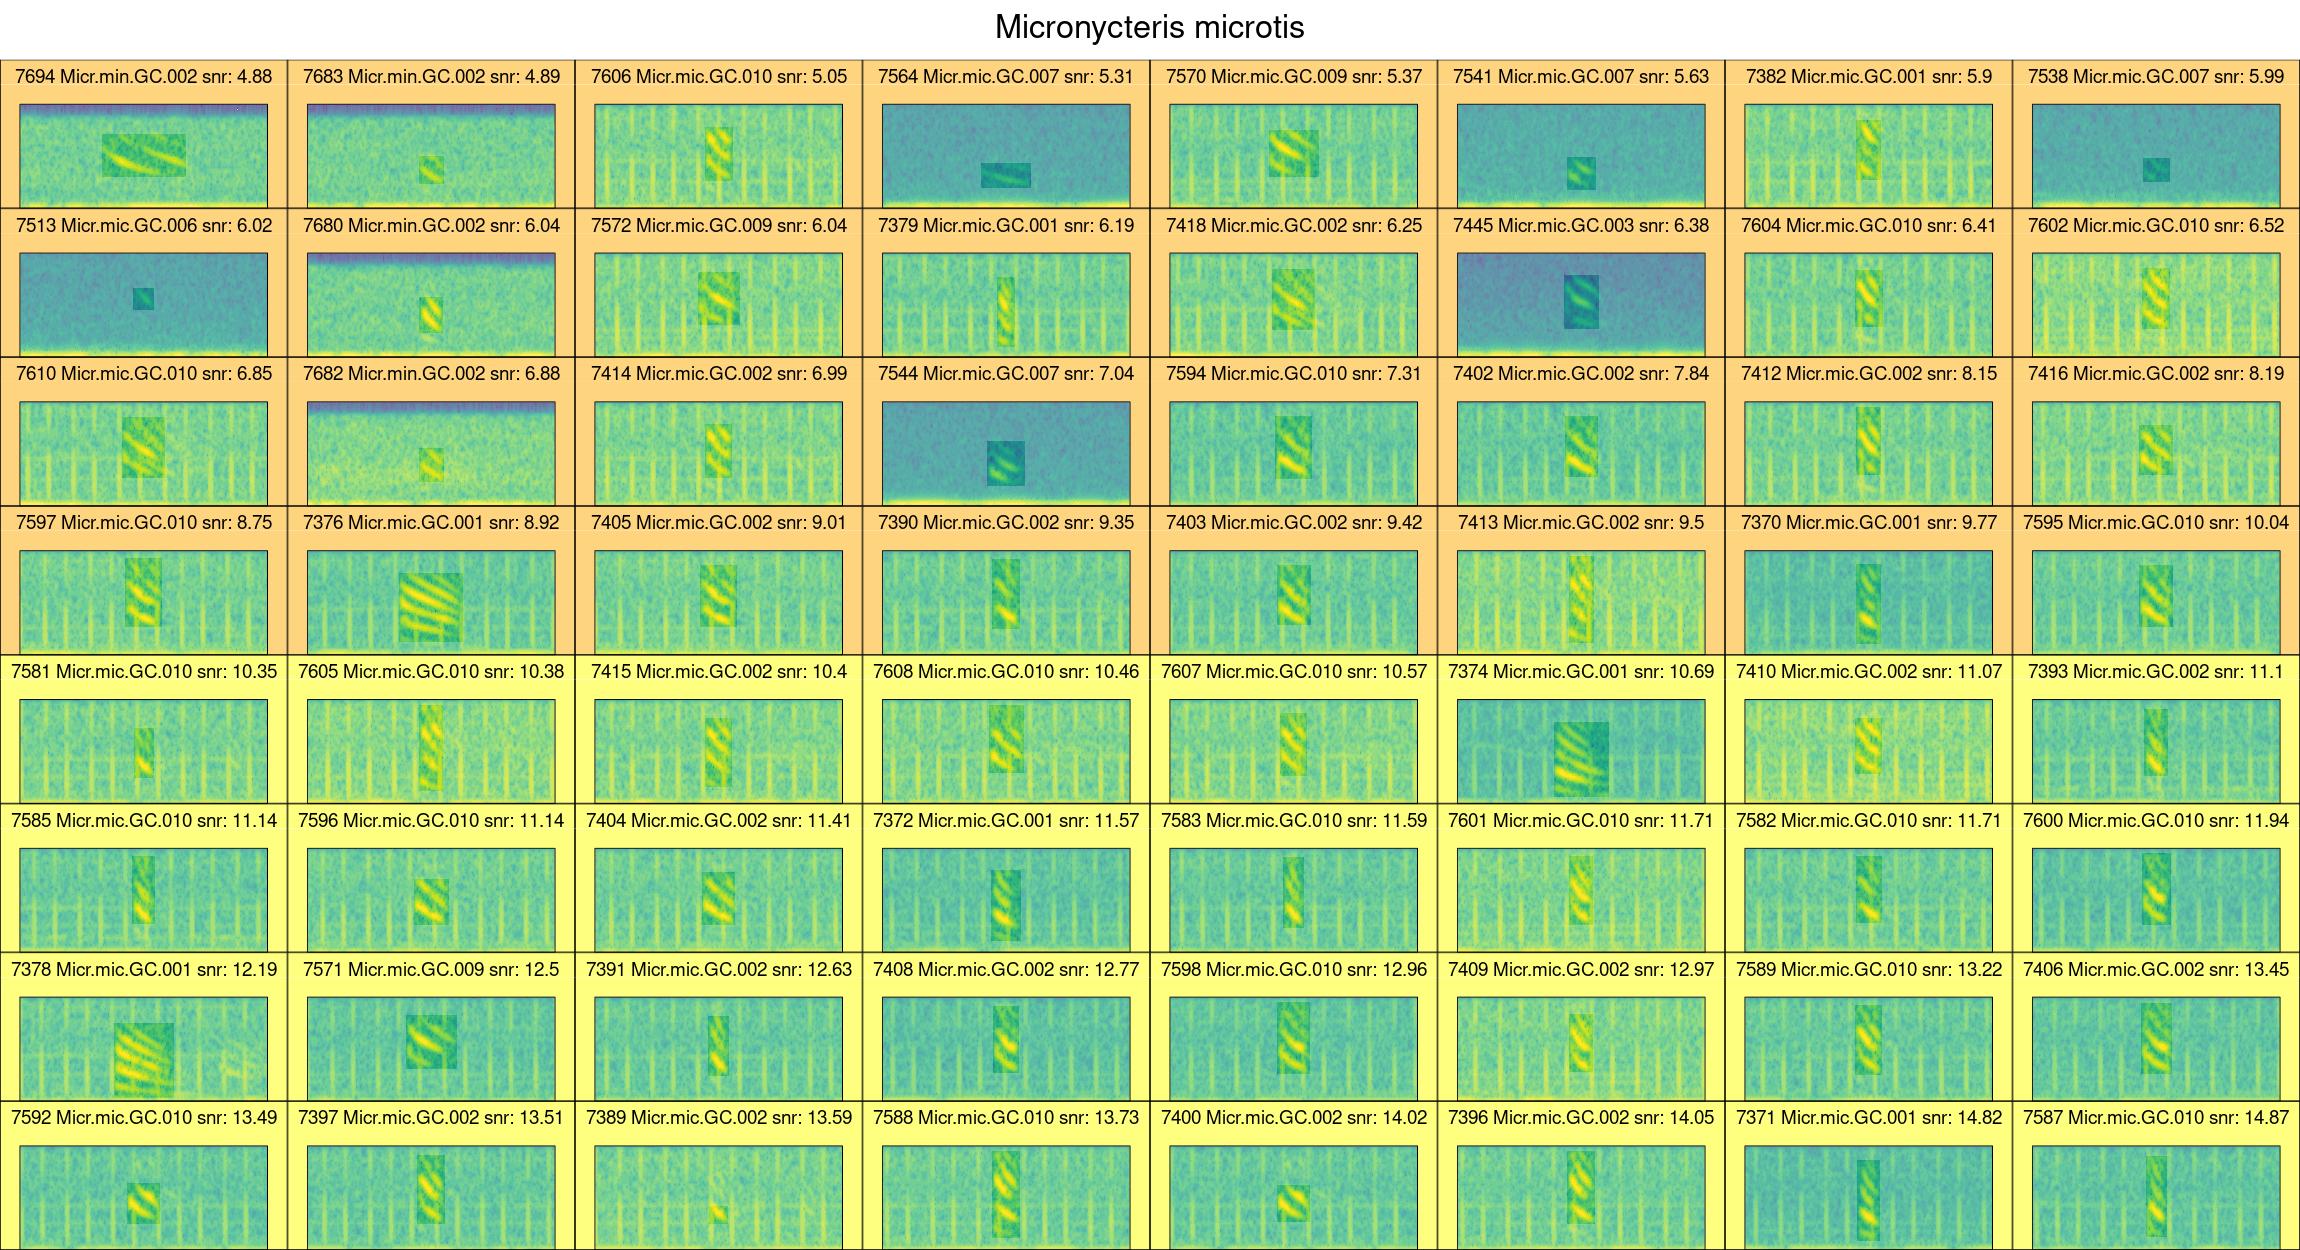 Micronycteris microtis
7694 Micr.min.GC.002 snr: 4.88
7683 Micr.min.GC.002 snr: 4.89
7606 Micr.mic.GC.010 snr: 5.05
7564 Micr.mic.GC.007 snr: 5.31
7570 Micr.mic.GC.009 snr: 5.37
7541 Micr.mic.GC.007 snr: 5.63
7382 Micr.mic.GC.001 snr: 5.9
7538 Micr.mic.GC.007 snr: 5.99
7513 Micr.mic.GC.006 snr: 6.02
7680 Micr.min.GC.002 snr: 6.04
7572 Micr.mic.GC.009 snr: 6.04
7379 Micr.mic.GC.001 snr: 6.19
7418 Micr.mic.GC.002 snr: 6.25
7445 Micr.mic.GC.003 snr: 6.38
7604 Micr.mic.GC.010 snr: 6.41
7602 Micr.mic.GC.010 snr: 6.52
7610 Micr.mic.GC.010 snr: 6.85
7682 Micr.min.GC.002 snr: 6.88
7414 Micr.mic.GC.002 snr: 6.99
7544 Micr.mic.GC.007 snr: 7.04
7594 Micr.mic.GC.010 snr: 7.31
7402 Micr.mic.GC.002 snr: 7.84
7412 Micr.mic.GC.002 snr: 8.15
7416 Micr.mic.GC.002 snr: 8.19
7597 Micr.mic.GC.010 snr: 8.75
7376 Micr.mic.GC.001 snr: 8.92
7405 Micr.mic.GC.002 snr: 9.01
7390 Micr.mic.GC.002 snr: 9.35
7403 Micr.mic.GC.002 snr: 9.42
7413 Micr.mic.GC.002 snr: 9.5
7370 Micr.mic.GC.001 snr: 9.77
7595 Micr.mic.GC.010 snr: 10.04
7581 Micr.mic.GC.010 snr: 10.35
7605 Micr.mic.GC.010 snr: 10.38
7415 Micr.mic.GC.002 snr: 10.4
7608 Micr.mic.GC.010 snr: 10.46
7607 Micr.mic.GC.010 snr: 10.57
7374 Micr.mic.GC.001 snr: 10.69
7410 Micr.mic.GC.002 snr: 11.07
7393 Micr.mic.GC.002 snr: 11.1
7585 Micr.mic.GC.010 snr: 11.14
7596 Micr.mic.GC.010 snr: 11.14
7404 Micr.mic.GC.002 snr: 11.41
7372 Micr.mic.GC.001 snr: 11.57
7583 Micr.mic.GC.010 snr: 11.59
7601 Micr.mic.GC.010 snr: 11.71
7582 Micr.mic.GC.010 snr: 11.71
7600 Micr.mic.GC.010 snr: 11.94
7378 Micr.mic.GC.001 snr: 12.19
7571 Micr.mic.GC.009 snr: 12.5
7391 Micr.mic.GC.002 snr: 12.63
7408 Micr.mic.GC.002 snr: 12.77
7598 Micr.mic.GC.010 snr: 12.96
7409 Micr.mic.GC.002 snr: 12.97
7589 Micr.mic.GC.010 snr: 13.22
7406 Micr.mic.GC.002 snr: 13.45
7592 Micr.mic.GC.010 snr: 13.49
7397 Micr.mic.GC.002 snr: 13.51
7389 Micr.mic.GC.002 snr: 13.59
7588 Micr.mic.GC.010 snr: 13.73
7400 Micr.mic.GC.002 snr: 14.02
7396 Micr.mic.GC.002 snr: 14.05
7371 Micr.mic.GC.001 snr: 14.82
7587 Micr.mic.GC.010 snr: 14.87